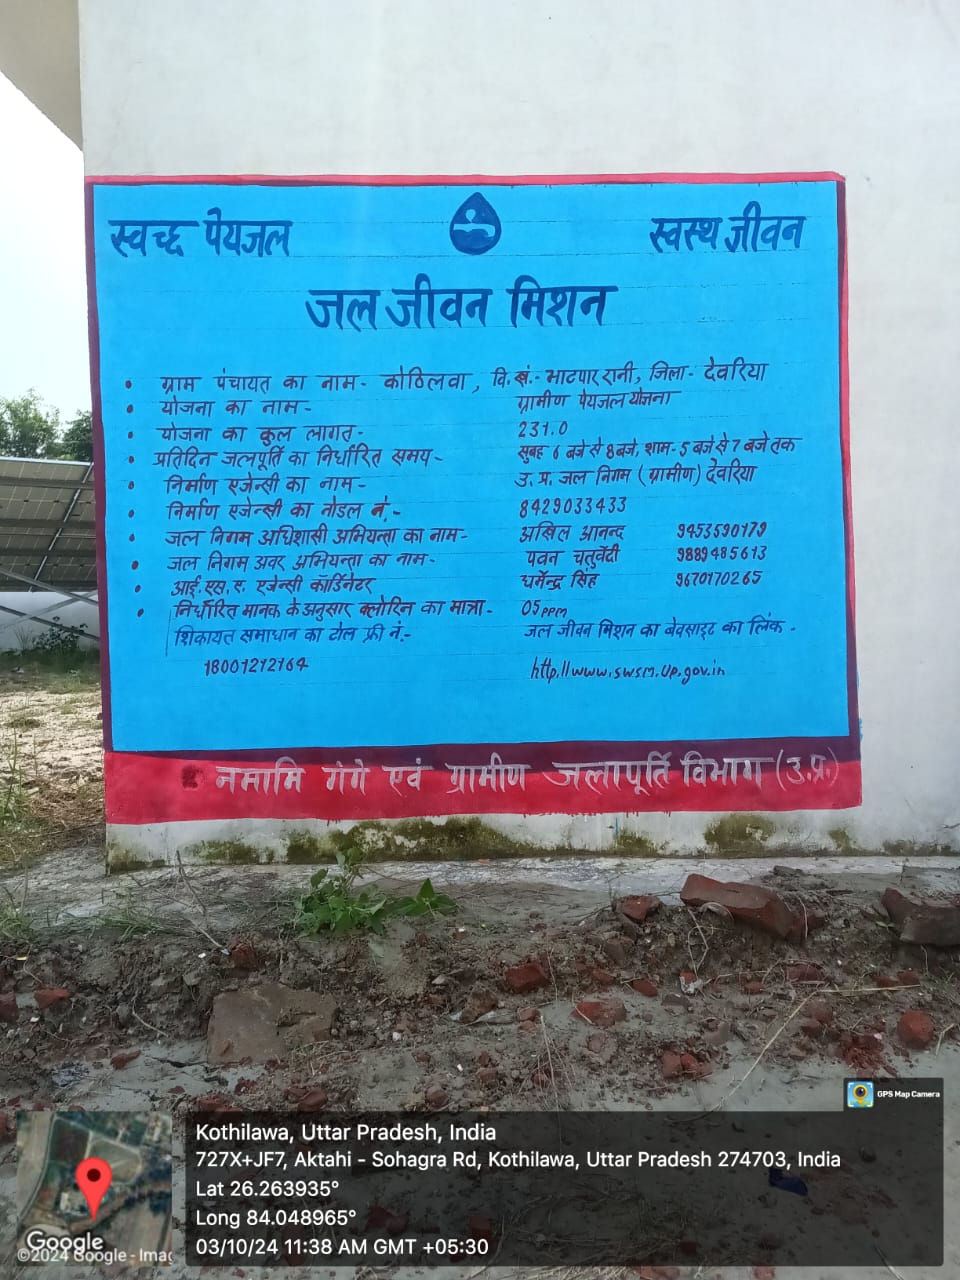 स्वच्छ पेयजल स्वस्थ जीवन
जल जीवन मिशन
• ग्राम पंचायत का नाम- कोठिलवा, वि.खं.- भाटपार रानी, जिला- देवरिया
• योजना का नाम- ग्रामीण पेयजल योजना
• योजना का कुल लागत- 231.0
• प्रतिदिन जलपूर्ति का निर्धारित समय- सुबह 6 बजे से 8 बजे, शाम- 5 बजे से 7 बजे तक
• निर्माण एजेन्सी का नाम- उ. प्र. जल निगम (ग्रामीण) देवरिया
• निर्माण एजेन्सी का नोडल नं.- 8429033433
• जल निगम अधिशासी अभियन्ता का नाम- अखिल आनन्द 9453590179
• जल निगम अवर अभियन्ता का नाम- पवन चतुर्वेदी 9889485613
• आई.एस.ए. एजेन्सी कॉर्डिनेटर धर्मेन्द्र सिंह 9670170265
• निर्धारित मानक के अनुसार क्लोरिन का मात्रा- 05 ppm
शिकायत समाधान का टोल फ्री नं.- जल जीवन मिशन का बेवसाइट का लिंक -
18001212164 http.//www.swsm.up.gov.in
नमामि गंगे एवं ग्रामीण जलापूर्ति विभाग (उ.प्र.)
GPS Map Camera
Kothilawa, Uttar Pradesh, India
727X+JF7, Aktahi - Sohagra Rd, Kothilawa, Uttar Pradesh 274703, India
Lat 26.263935°
Long 84.048965°
03/10/24 11:38 AM GMT +05:30
Google
©2024 Google - Imag